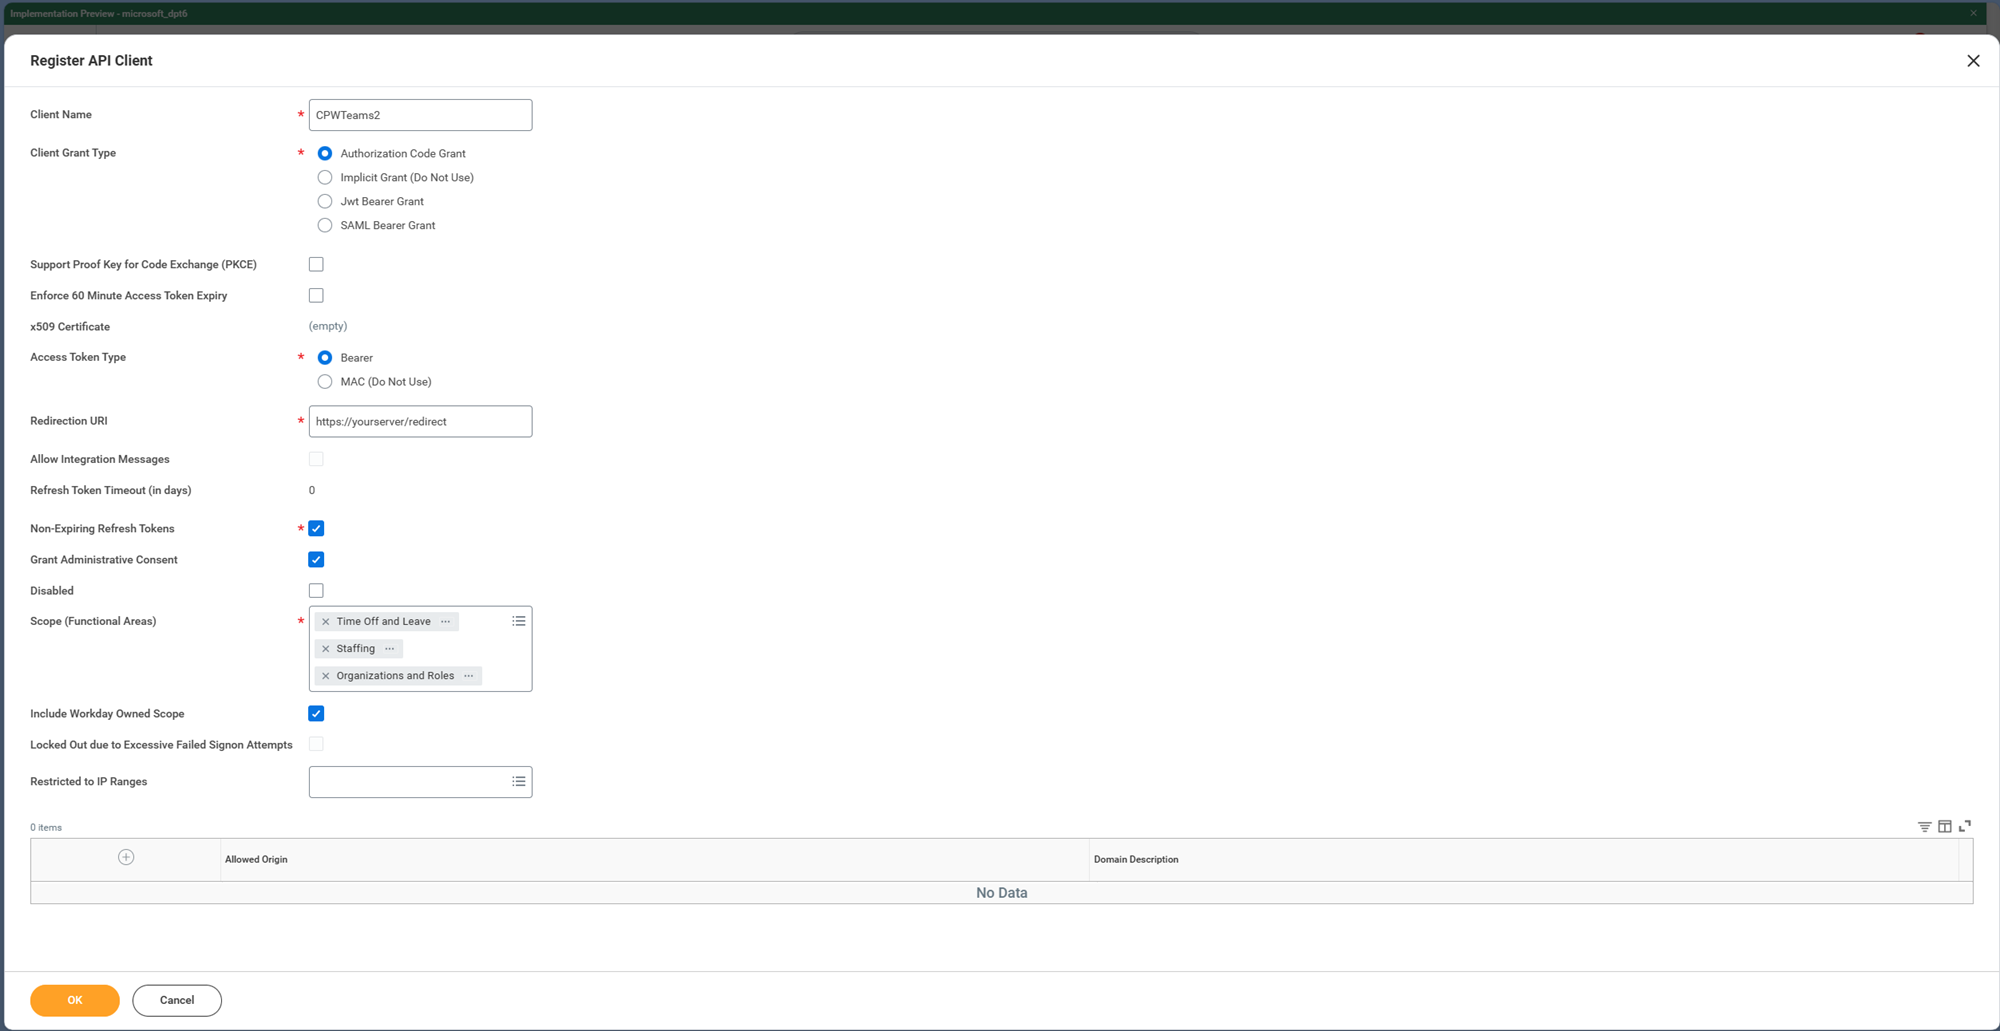 Implementation Preview - microsoft_dpt6
Register API Client
Client Name * CPWTeams2
Client Grant Type * Authorization Code Grant
Implicit Grant (Do Not Use)
Jwt Bearer Grant
SAML Bearer Grant
Support Proof Key for Code Exchange (PKCE)
Enforce 60 Minute Access Token Expiry
x509 Certificate (empty)
Access Token Type * Bearer
MAC (Do Not Use)
Redirection URI * https://yourserver/redirect
Allow Integration Messages
Refresh Token Timeout (in days) 0
Non-Expiring Refresh Tokens *
Grant Administrative Consent
Disabled
Scope (Functional Areas) * Time Off and Leave
Staffing
Organizations and Roles
Include Workday Owned Scope
Locked Out due to Excessive Failed Signon Attempts
Restricted to IP Ranges
0 items
Allowed Origin Domain Description
No Data
OK Cancel